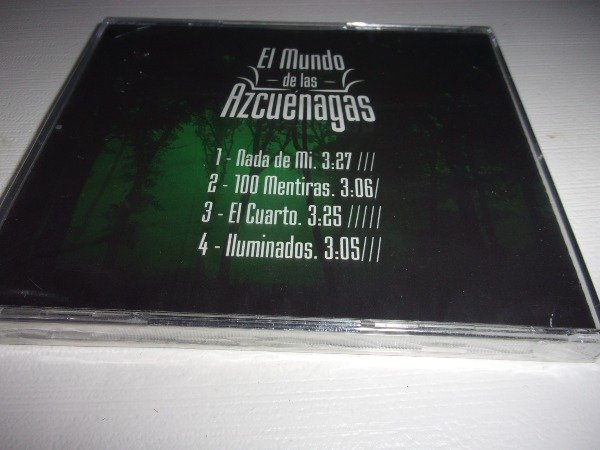 El Mundo
- de las -
Azcuénagas
1 - Nada de Mi. 3:27 ///
2 - 100 Mentiras. 3:06/
3 - El Cuarto. 3:25 /////
4 - Iluminados. 3:05///